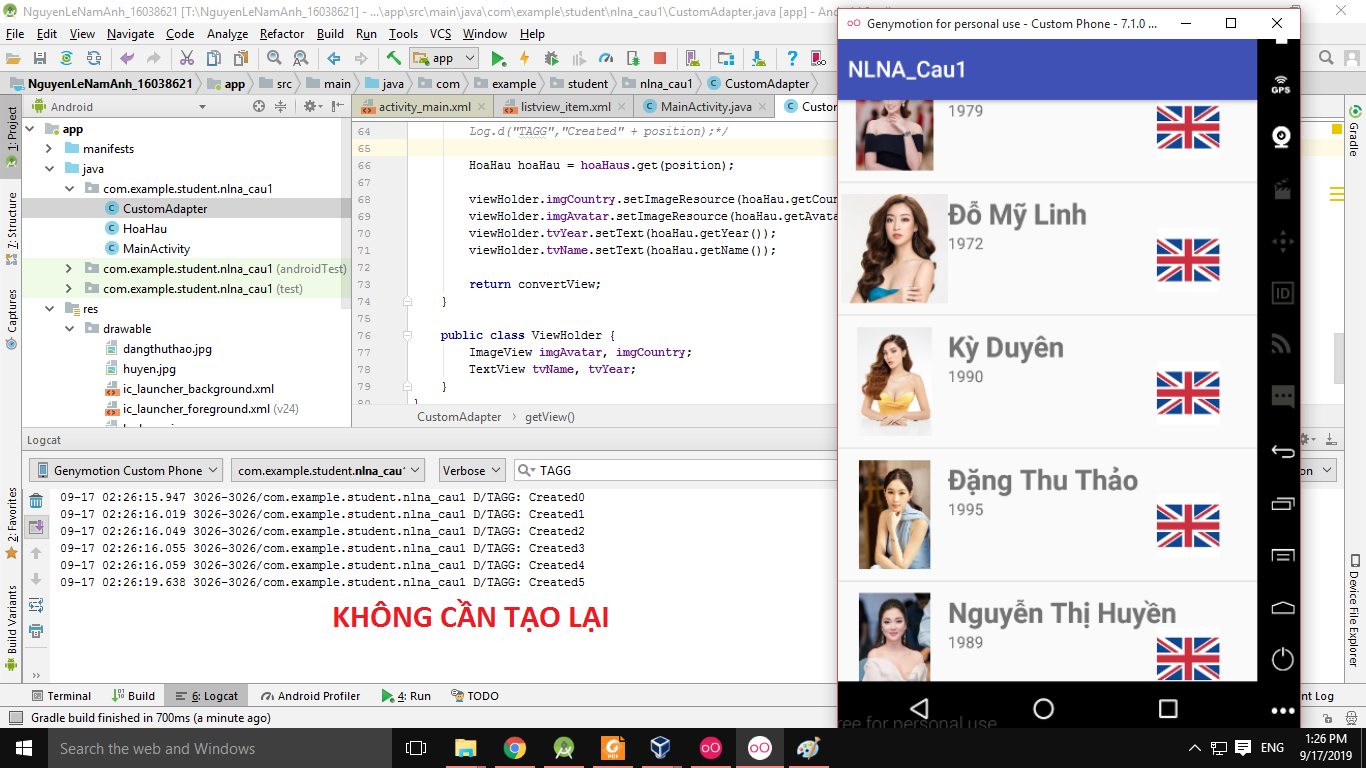 NguyenLeNamAnh_16038621 [T:\NguyenLeNamAnh_16038621] - ...\app\src\main\java\com\example\student\nlna_cau1\CustomAdapter.java [app] -
File Edit View Navigate Code Analyze Refactor Build Run Tools VCS Window Help
app
NguyenLeNamAnh_16038621 app src main java com example student nlna_cau1 CustomAdapter
1: Project
7: Structure
Captures
2: Favorites
Build Variants
Android
app
manifests
java
com.example.student.nlna_cau1
CustomAdapter
HoaHau
MainActivity
com.example.student.nlna_cau1 (androidTest)
com.example.student.nlna_cau1 (test)
res
drawable
dangthuthao.jpg
huyen.jpg
ic_launcher_background.xml
ic_launcher_foreground.xml (v24)
activity_main.xml listview_item.xml MainActivity.java Custo
64 Log.d("TAGG","Created" + position);*/
65
66 HoaHau hoaHau = hoaHaus.get(position);
67
68 viewHolder.imgCountry.setImageResource(hoaHau.getCoun
69 viewHolder.imgAvatar.setImageResource(hoaHau.getAvata
70 viewHolder.tvYear.setText(hoaHau.getYear());
71 viewHolder.tvName.setText(hoaHau.getName());
72
73 return convertView;
74 }
75
76 public class ViewHolder {
77 ImageView imgAvatar, imgCountry;
78 TextView tvName, tvYear;
79 }
80
CustomAdapter getView()
Logcat
Genymotion Custom Phone com.example.student.nlna_cau1 Verbose TAGG
09-17 02:26:15.947 3026-3026/com.example.student.nlna_cau1 D/TAGG: Created0
09-17 02:26:16.019 3026-3026/com.example.student.nlna_cau1 D/TAGG: Created1
09-17 02:26:16.049 3026-3026/com.example.student.nlna_cau1 D/TAGG: Created2
09-17 02:26:16.055 3026-3026/com.example.student.nlna_cau1 D/TAGG: Created3
09-17 02:26:16.059 3026-3026/com.example.student.nlna_cau1 D/TAGG: Created4
09-17 02:26:19.638 3026-3026/com.example.student.nlna_cau1 D/TAGG: Created5
KHÔNG CẦN TẠO LẠI
Terminal Build 6: Logcat Android Profiler 4: Run TODO
Gradle build finished in 700ms (a minute ago)
Genymotion for personal use - Custom Phone - 7.1.0 ...
NLNA_Cau1
1979
Đỗ Mỹ Linh
1972
Kỳ Duyên
1990
Đặng Thu Thảo
1995
Nguyễn Thị Huyền
1989
ree for personal use
GPS
ID
Gradle
Device File Explorer
on
nt Log
Search the web and Windows
PDF
ENG
1:26 PM
9/17/2019